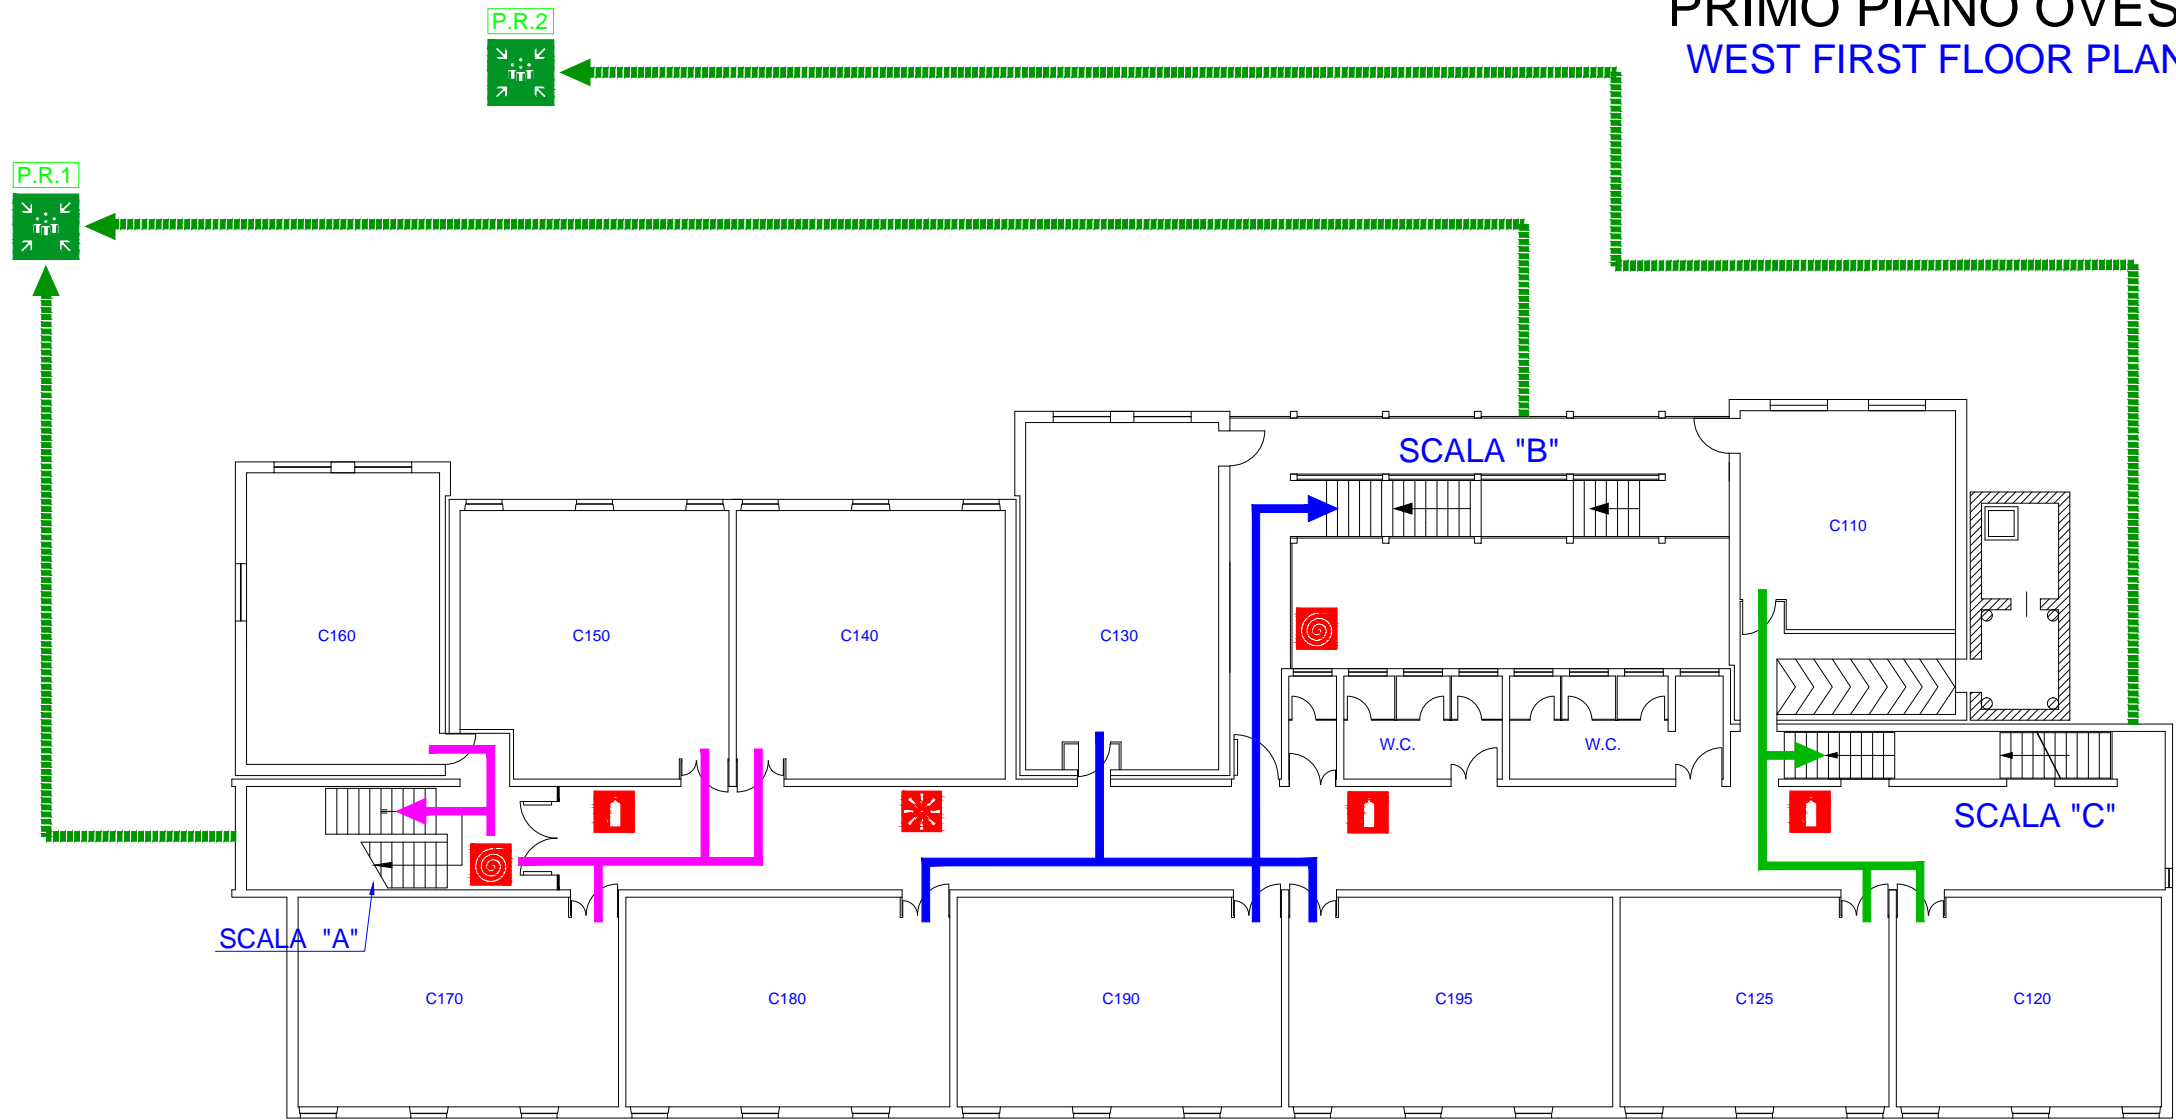 P.R.2
PRIMO PIANO OVES
WEST FIRST FLOOR PLAN
P.R.1
SCALA "B"
C110
C160
C150
C140
C130
W.C.
W.C.
SCALA "C"
SCALA "A"
C170
C180
C190
C195
C125
C120